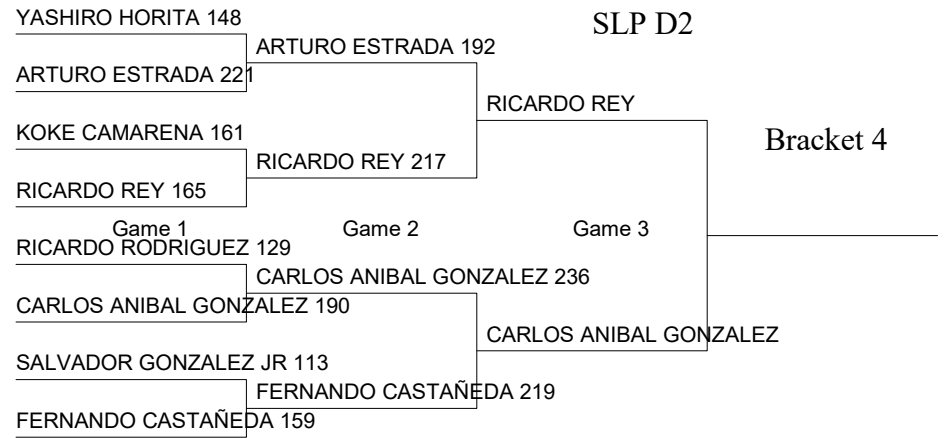 SLP D2
Bracket 4
YASHIRO HORITA 148
ARTURO ESTRADA 192
ARTURO ESTRADA 221
RICARDO REY
KOKE CAMARENA 161
RICARDO REY 217
RICARDO REY 165
Game 1
Game 2
Game 3
RICARDO RODRIGUEZ 129
CARLOS ANIBAL GONZALEZ 236
CARLOS ANIBAL GONZALEZ 190
CARLOS ANIBAL GONZALEZ
SALVADOR GONZALEZ JR 113
FERNANDO CASTAÑEDA 219
FERNANDO CASTAÑEDA 159